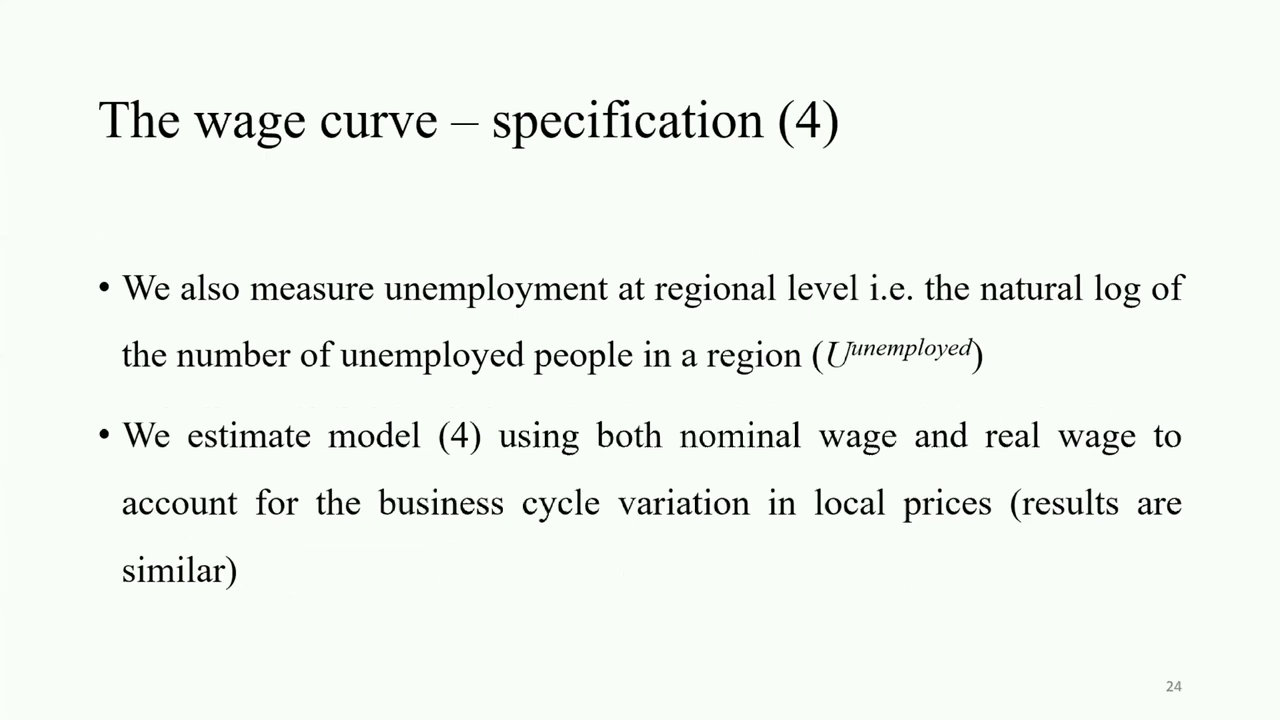 The wage curve – specification (4)
• We also measure unemployment at regional level i.e. the natural log of
the number of unemployed people in a region (U^unemployed)
• We estimate model (4) using both nominal wage and real wage to
account for the business cycle variation in local prices (results are
similar)
24